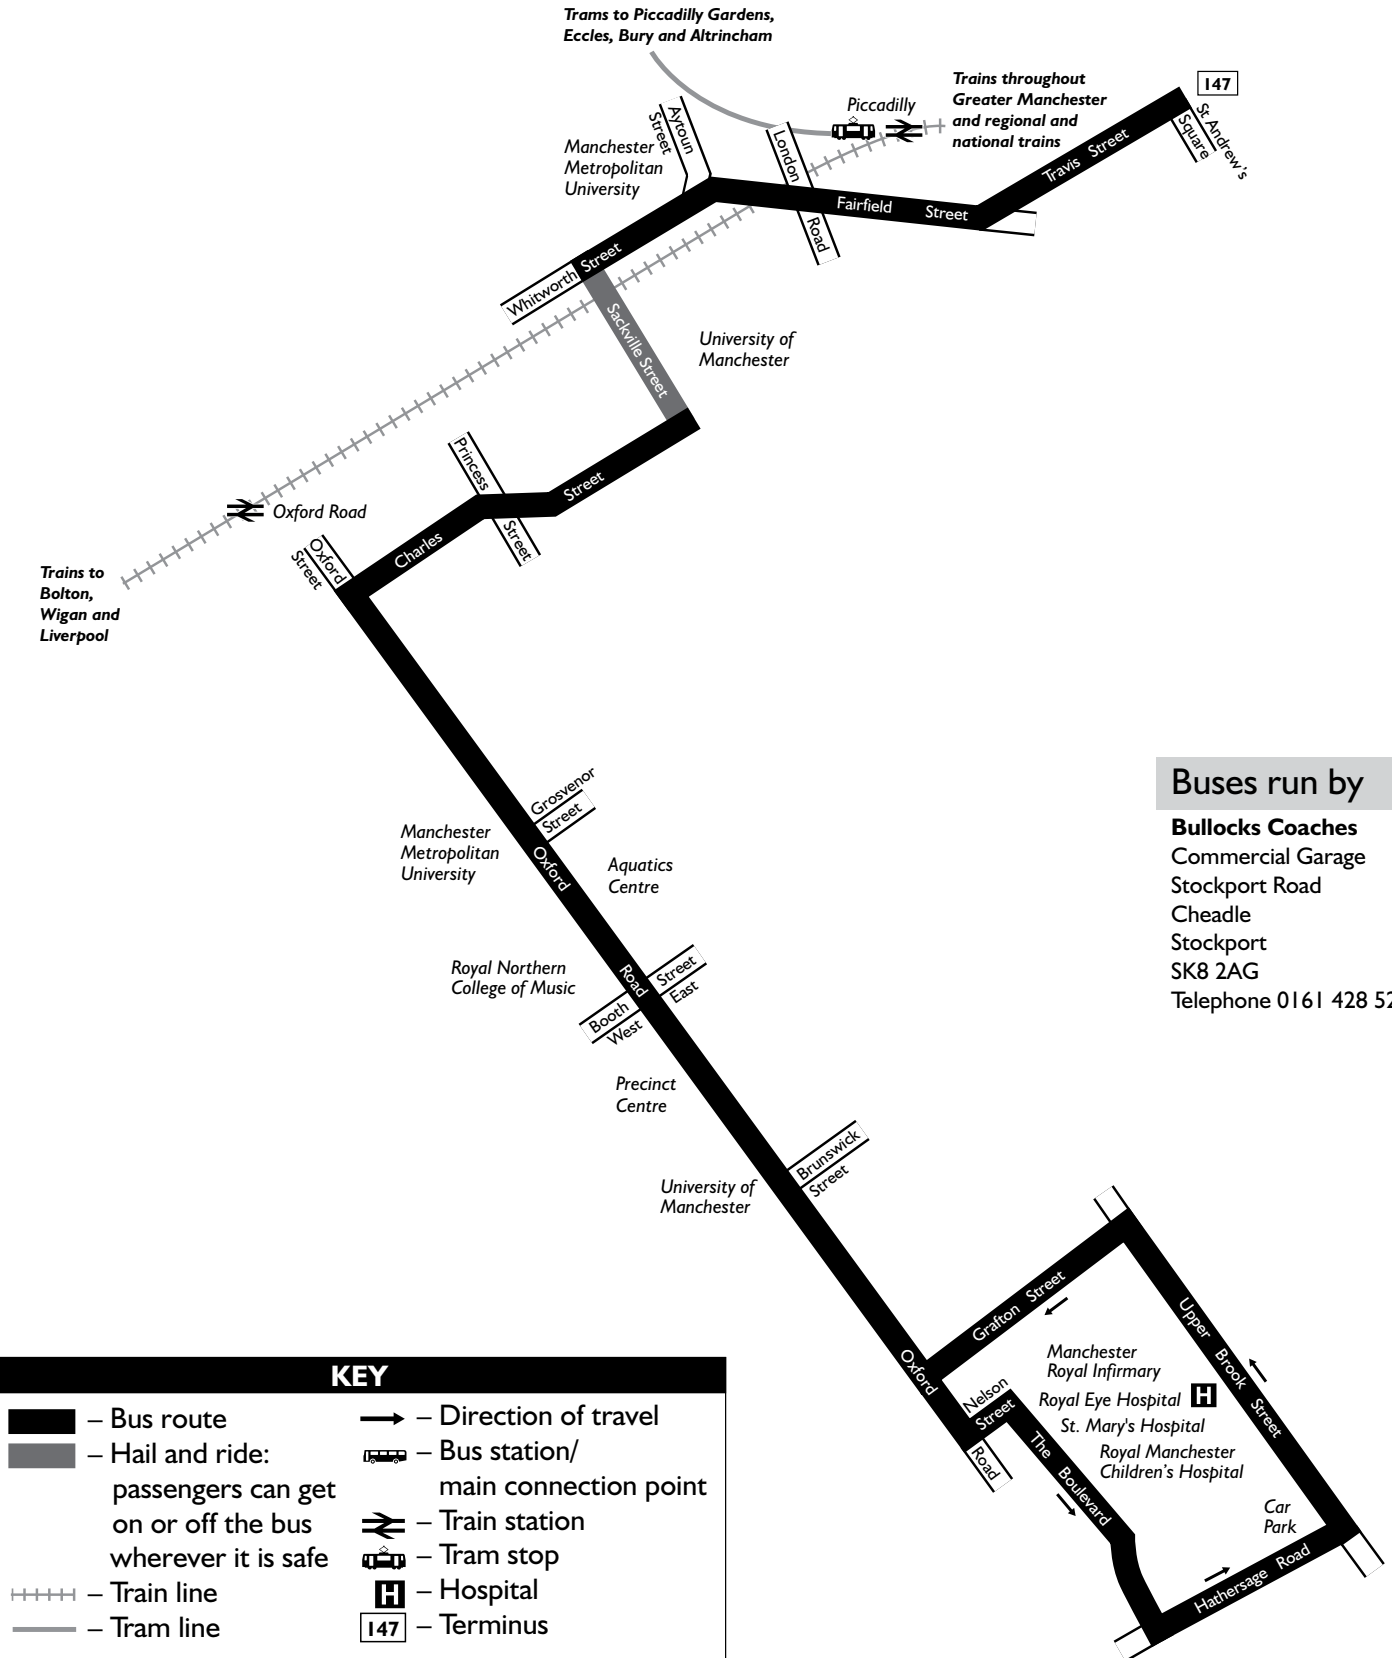 Trams to Piccadilly Gardens,
Eccles, Bury and Altrincham
Trains throughout
Greater Manchester
and regional and
national trains
147
St Andrew's
Square
Piccadilly
Travis Street
Aytoun
Street
London
Road
Manchester
Metropolitan
University
Fairfield Street
Whitworth Street
Sackville Street
University of
Manchester
Princess
Street
Charles Street
Oxford Road
Oxford
Street
Trains to
Bolton,
Wigan and
Liverpool
Grosvenor
Street
Manchester
Metropolitan
University
Oxford Road
Aquatics
Centre
Royal Northern
College of Music
Booth Street
West East
Precinct
Centre
Brunswick
Street
University of
Manchester
Buses run by
Bullocks Coaches
Commercial Garage
Stockport Road
Cheadle
Stockport
SK8 2AG
Telephone 0161 428 52
Grafton Street
Upper Brook Street
Oxford
Road
Nelson
Street
The Boulevard
Manchester
Royal Infirmary
Royal Eye Hospital H
St. Mary's Hospital
Royal Manchester
Children's Hospital
Car
Park
Hathersage Road
KEY
– Bus route
– Hail and ride:
passengers can get
on or off the bus
wherever it is safe
– Train line
– Tram line
– Direction of travel
– Bus station/
main connection point
– Train station
– Tram stop
H – Hospital
147 – Terminus